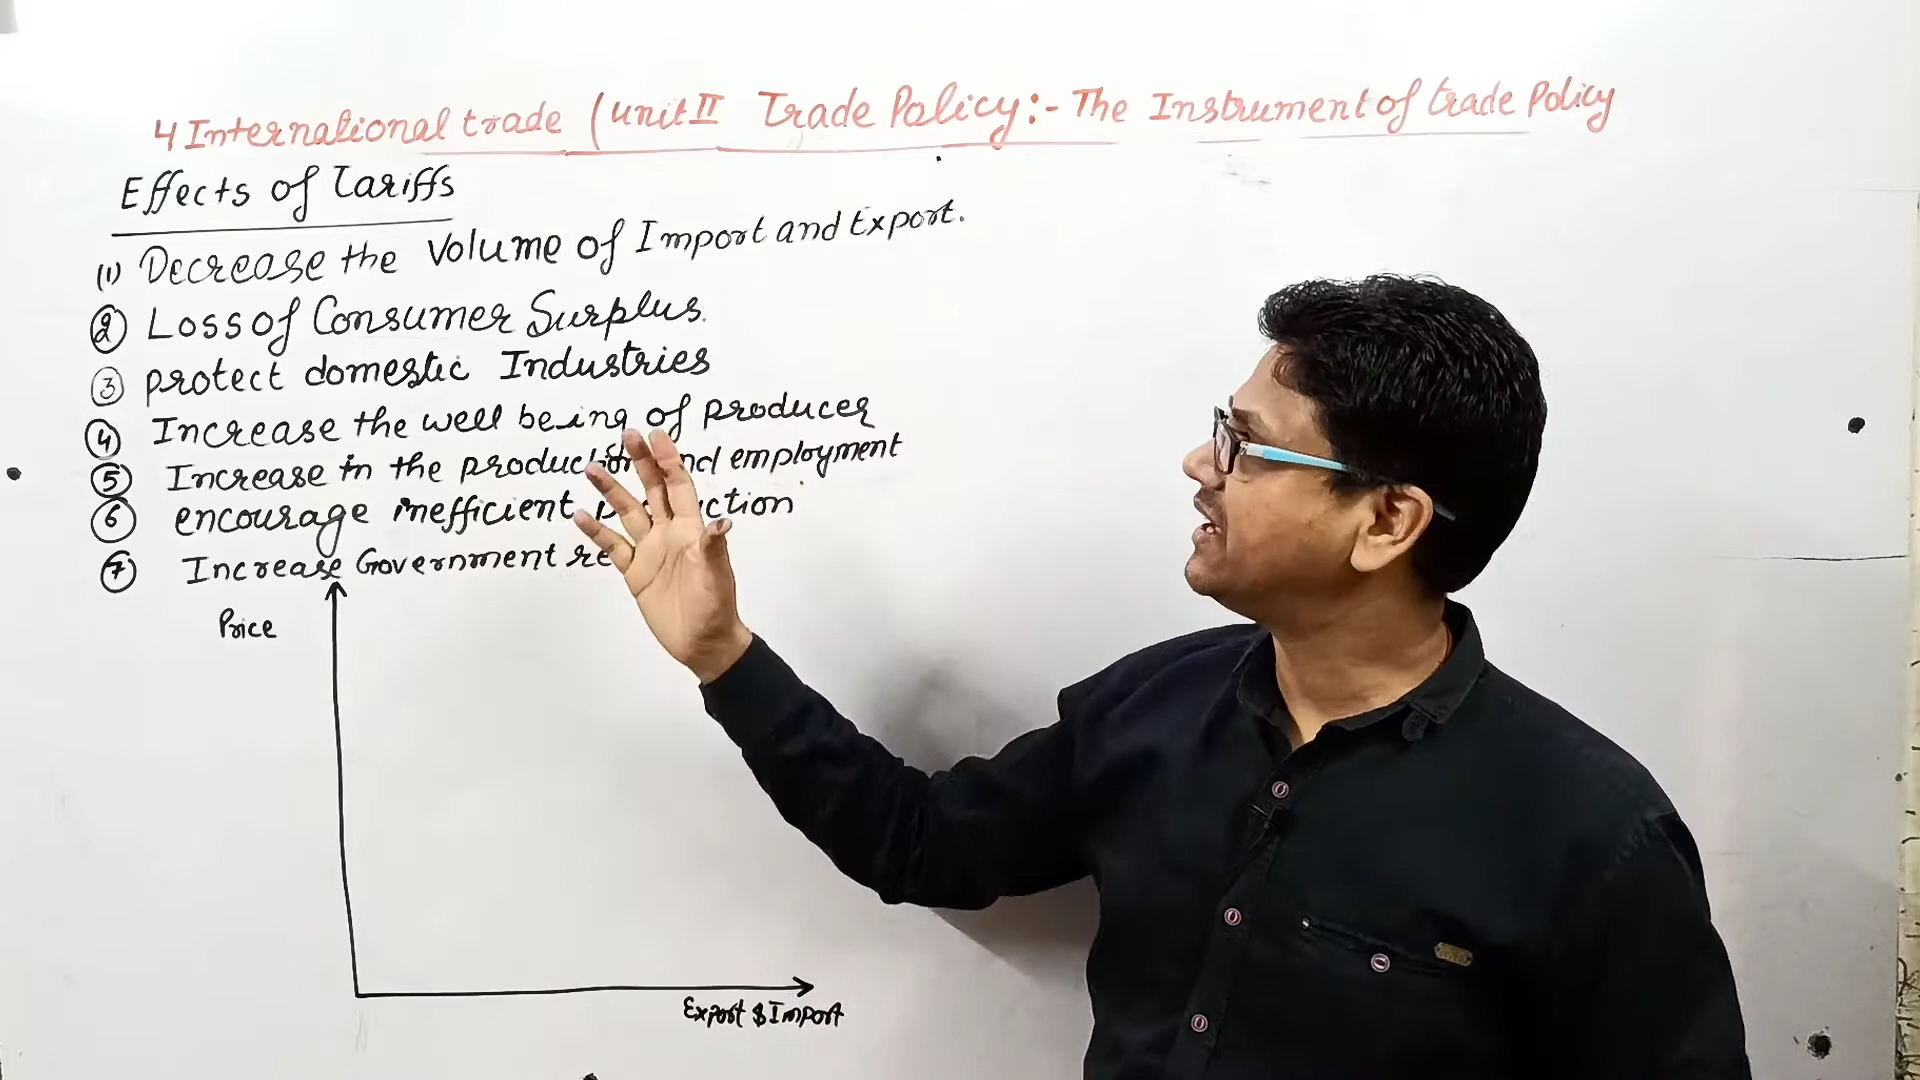 4 International trade (unit II Trade Policy:- The Instrument of trade Policy
Effects of Tariffs
(1) Decrease the Volume of Import and Export.
2 Loss of Consumer Surplus.
3 protect domestic Industries
4 Increase the well being of producer
5 Increase in the production and employment
6 encourage inefficient
7 Increase Government
Price
Export & Import